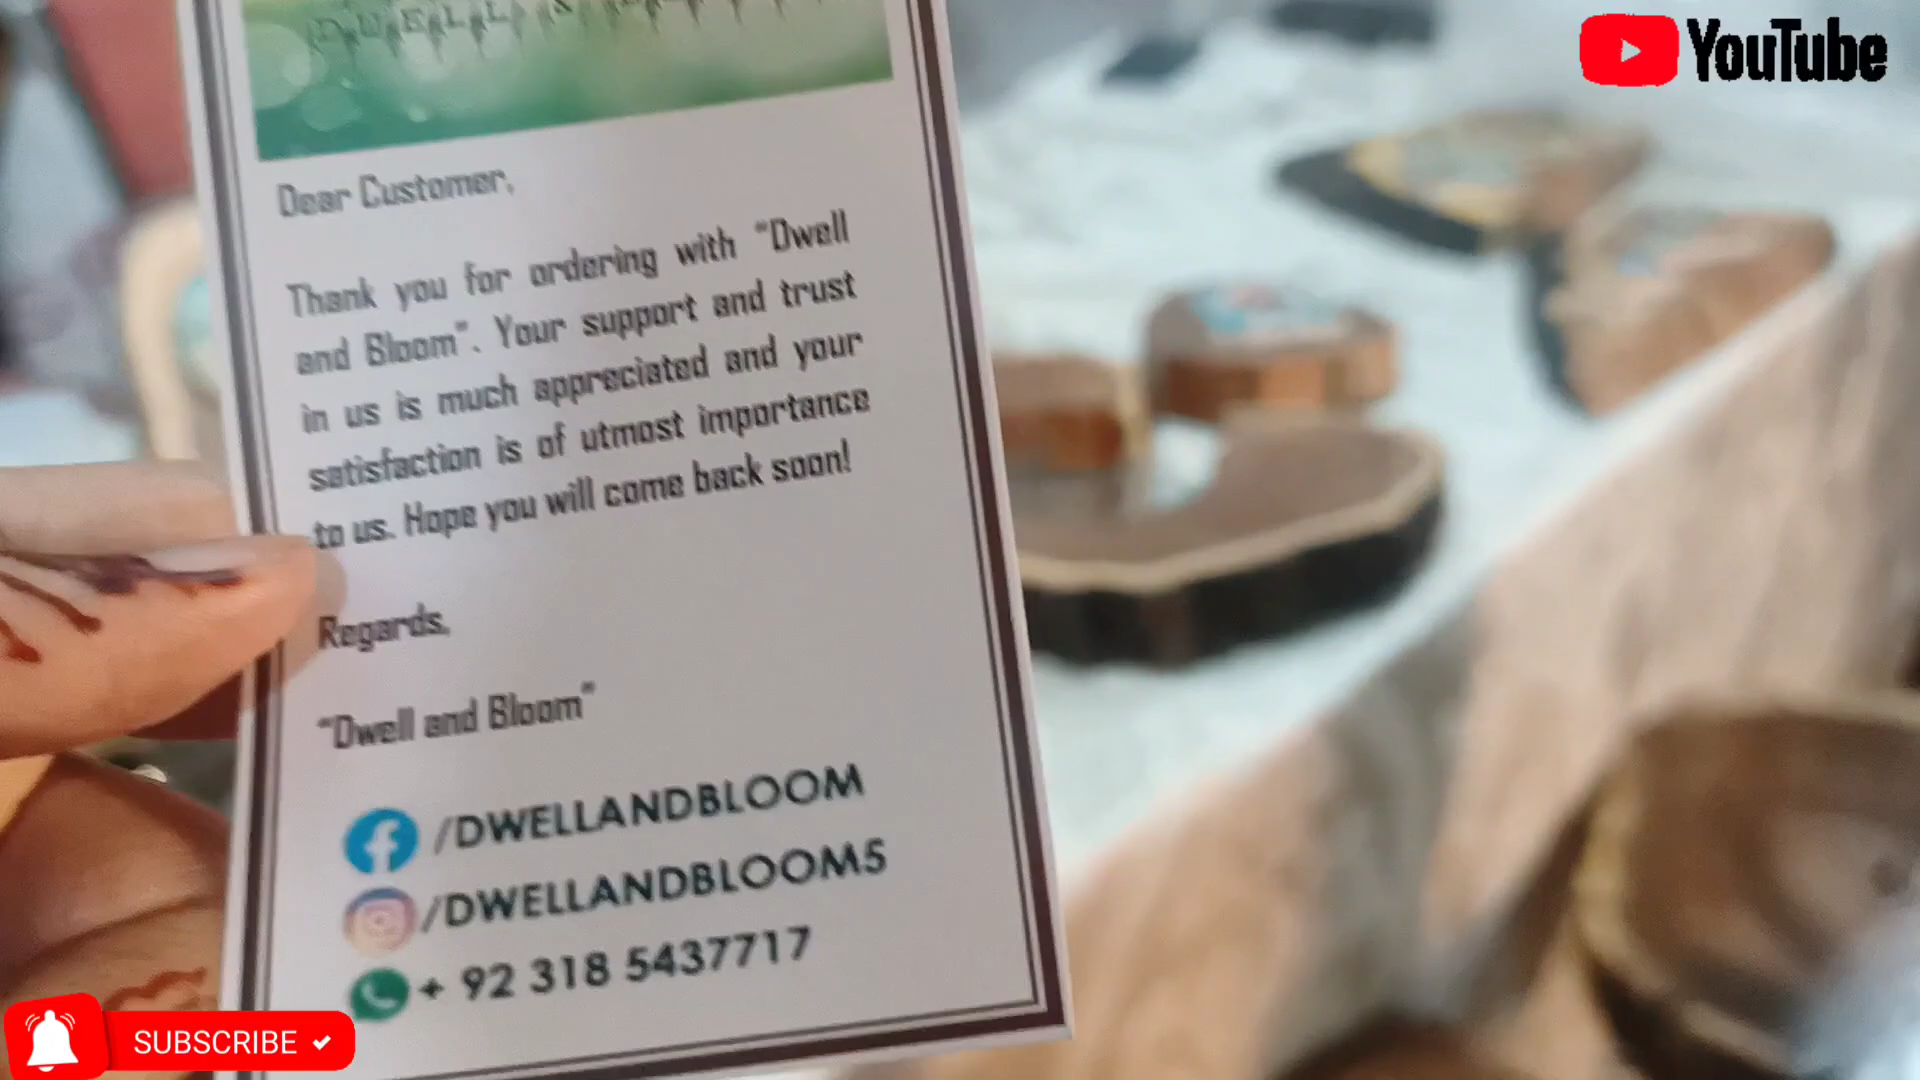 YouTube
DWELL
Dear Customer,
Thank you for ordering with "Dwell
and Bloom". Your support and trust
in us is much appreciated and your
satisfaction is of utmost importance
to us. Hope you will come back soon!
Regards,
"Dwell and Bloom"
/DWELLANDBLOOM
/DWELLANDBLOOM5
+ 92 318 5437717
SUBSCRIBE